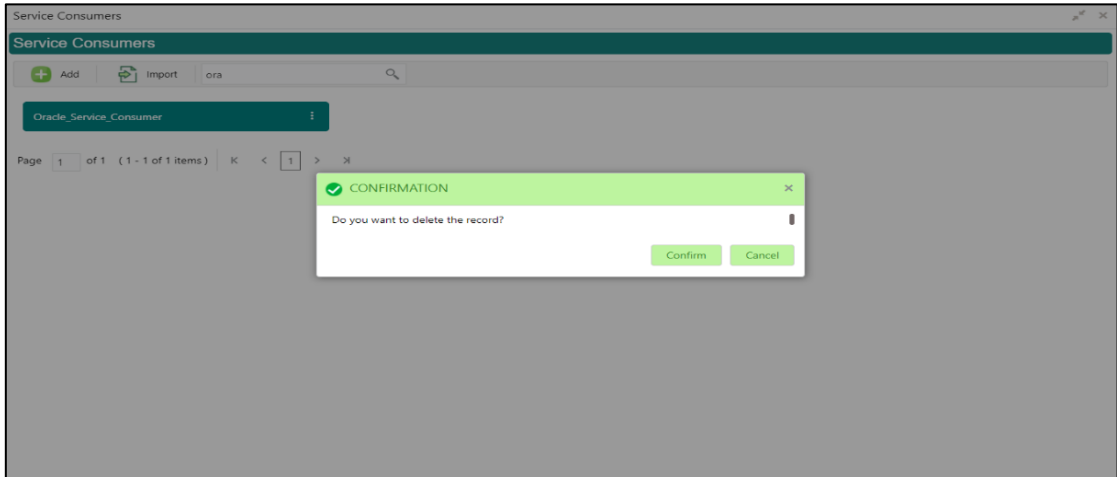 Service Consumers
Service Consumers
Add Import ora
Oracle_Service_Consumer
Page 1 of 1 ( 1 - 1 of 1 items ) K < 1 > >|
CONFIRMATION
Do you want to delete the record?
Confirm Cancel